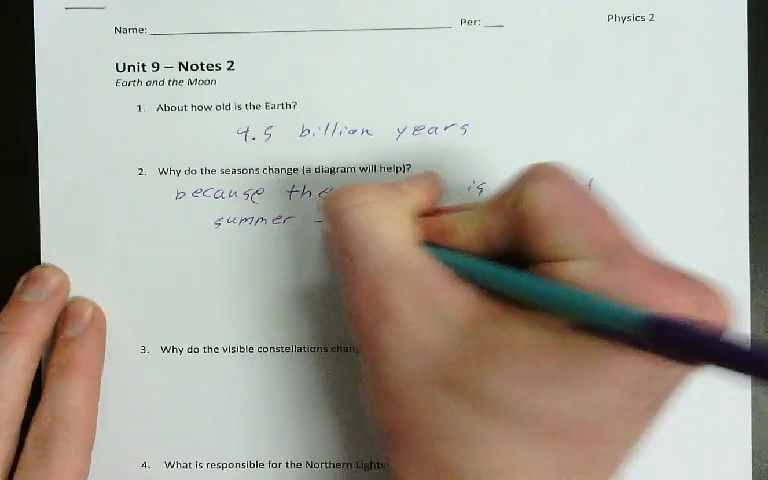 Name: Per: Physics 2
Unit 9 – Notes 2
Earth and the Moon
1. About how old is the Earth?
4.5 billion years
2. Why do the seasons change (a diagram will help)?
because the is
summer -
3. Why do the visible constellations chang
4. What is responsible for the Northern Lights